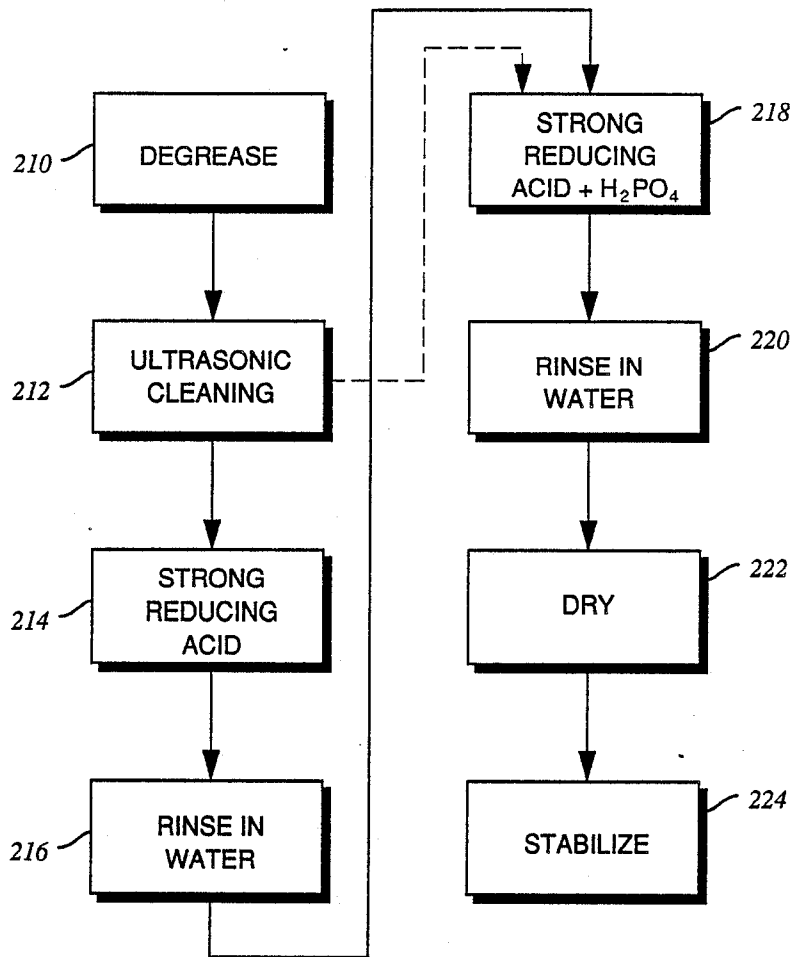 210
DEGREASE
212
ULTRASONIC
CLEANING
214
STRONG
REDUCING
ACID
216
RINSE IN
WATER
218
STRONG
REDUCING
ACID + H₂PO₄
220
RINSE IN
WATER
222
DRY
224
STABILIZE